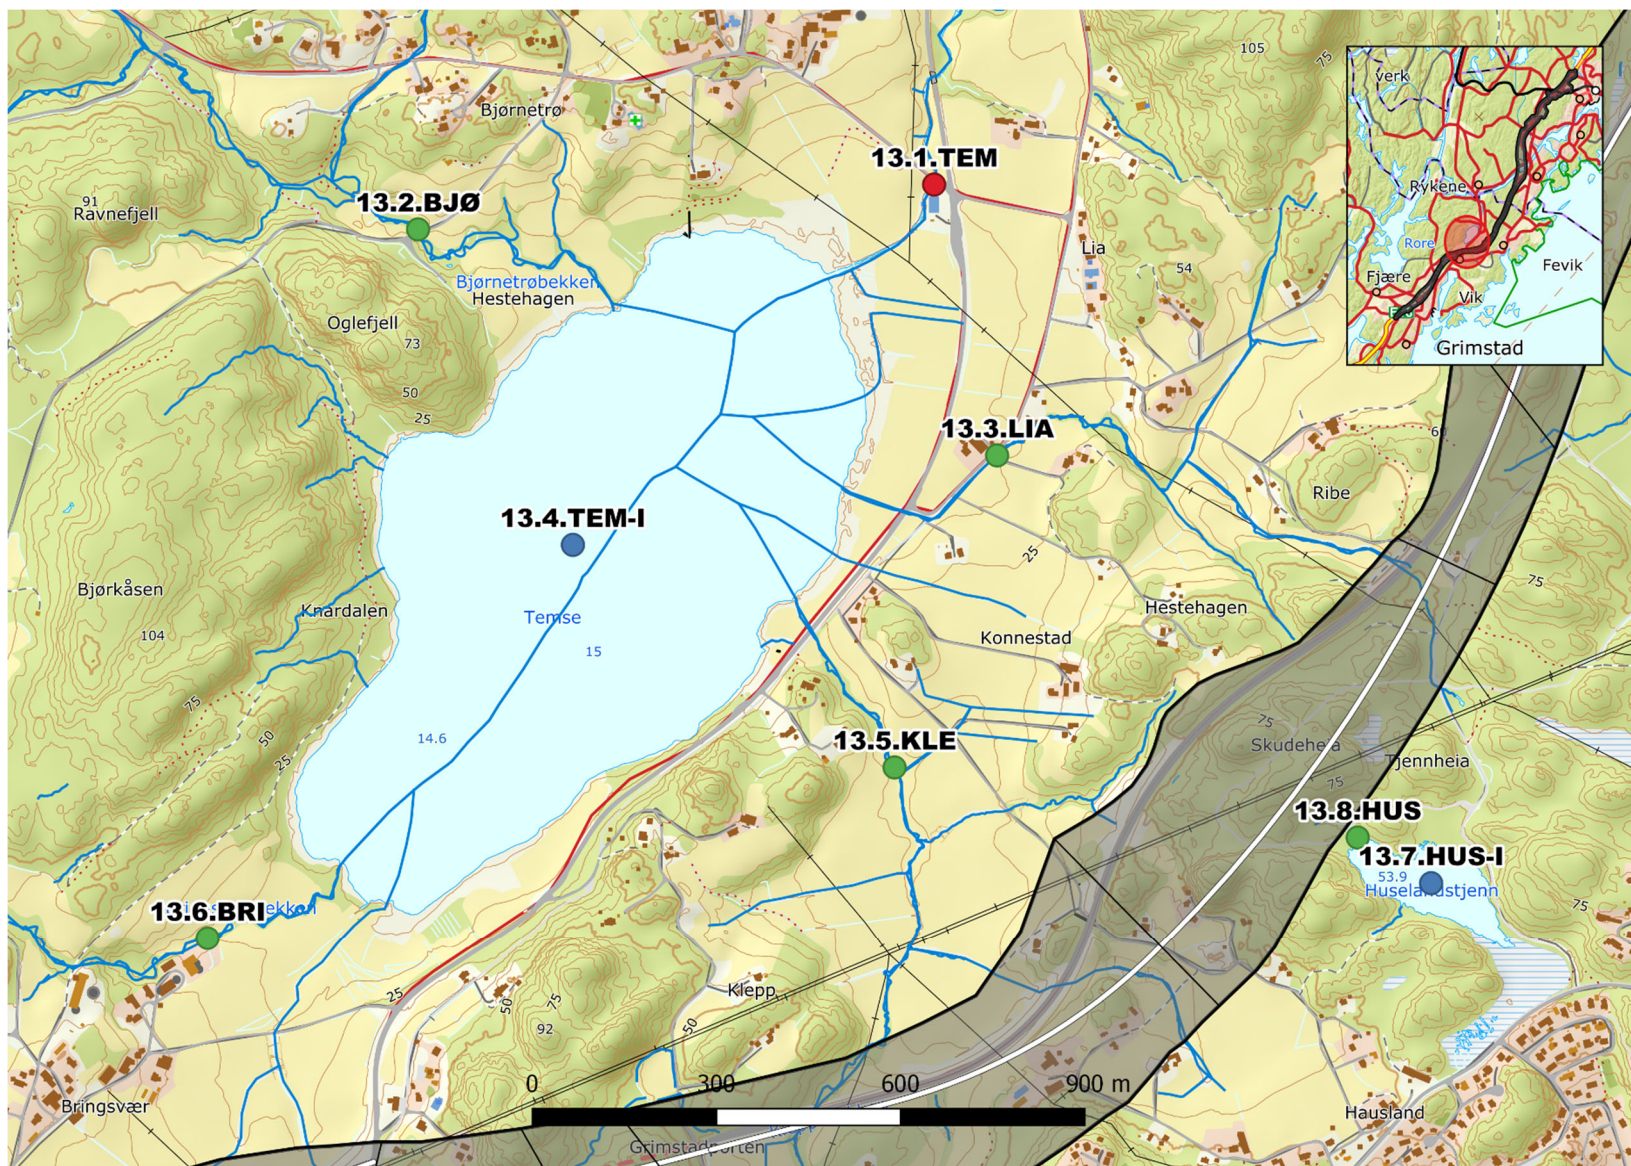 105
75
verk
Bjørnetrø
13.1.TEM
Rykene
91
Ravnefjell
13.2.BJØ
Rore
Lia
Fevik
54
Fjære
Bjørnetrøbekken
Hestehagen
Vik
Oglefjell
73
Grimstad
50
25
13.3.LIA
Ribe
13.4.TEM-I
25
75
Bjørkåsen
Knardalen
Hestehagen
Temse
104
Konnestad
15
75
75
14.6
50
13.5.KLE
Skudeheia
25
Tjennheia
75
13.8.HUS
13.7.HUS-I
53.9
Huselandstjenn
75
13.6.BRI
25
50
75
Klepp
92
50
0
300
600
900 m
Bringsvær
Hausland
Grimstadporten